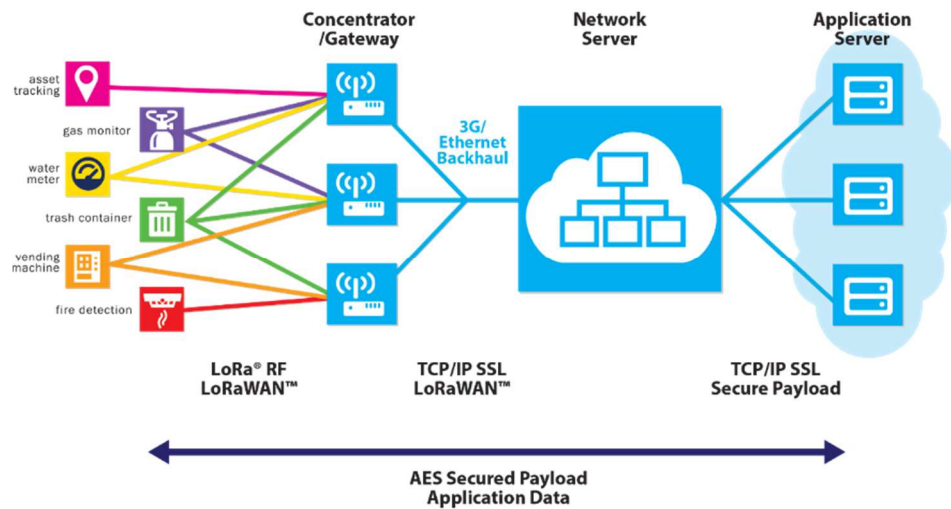 Concentrator
/Gateway
Network
Server
Application
Server
asset
tracking
gas monitor
water
meter
trash container
vending
machine
fire detection
3G/
Ethernet
Backhaul
LoRa® RF
LoRaWAN™
TCP/IP SSL
LoRaWAN™
TCP/IP SSL
Secure Payload
AES Secured Payload
Application Data